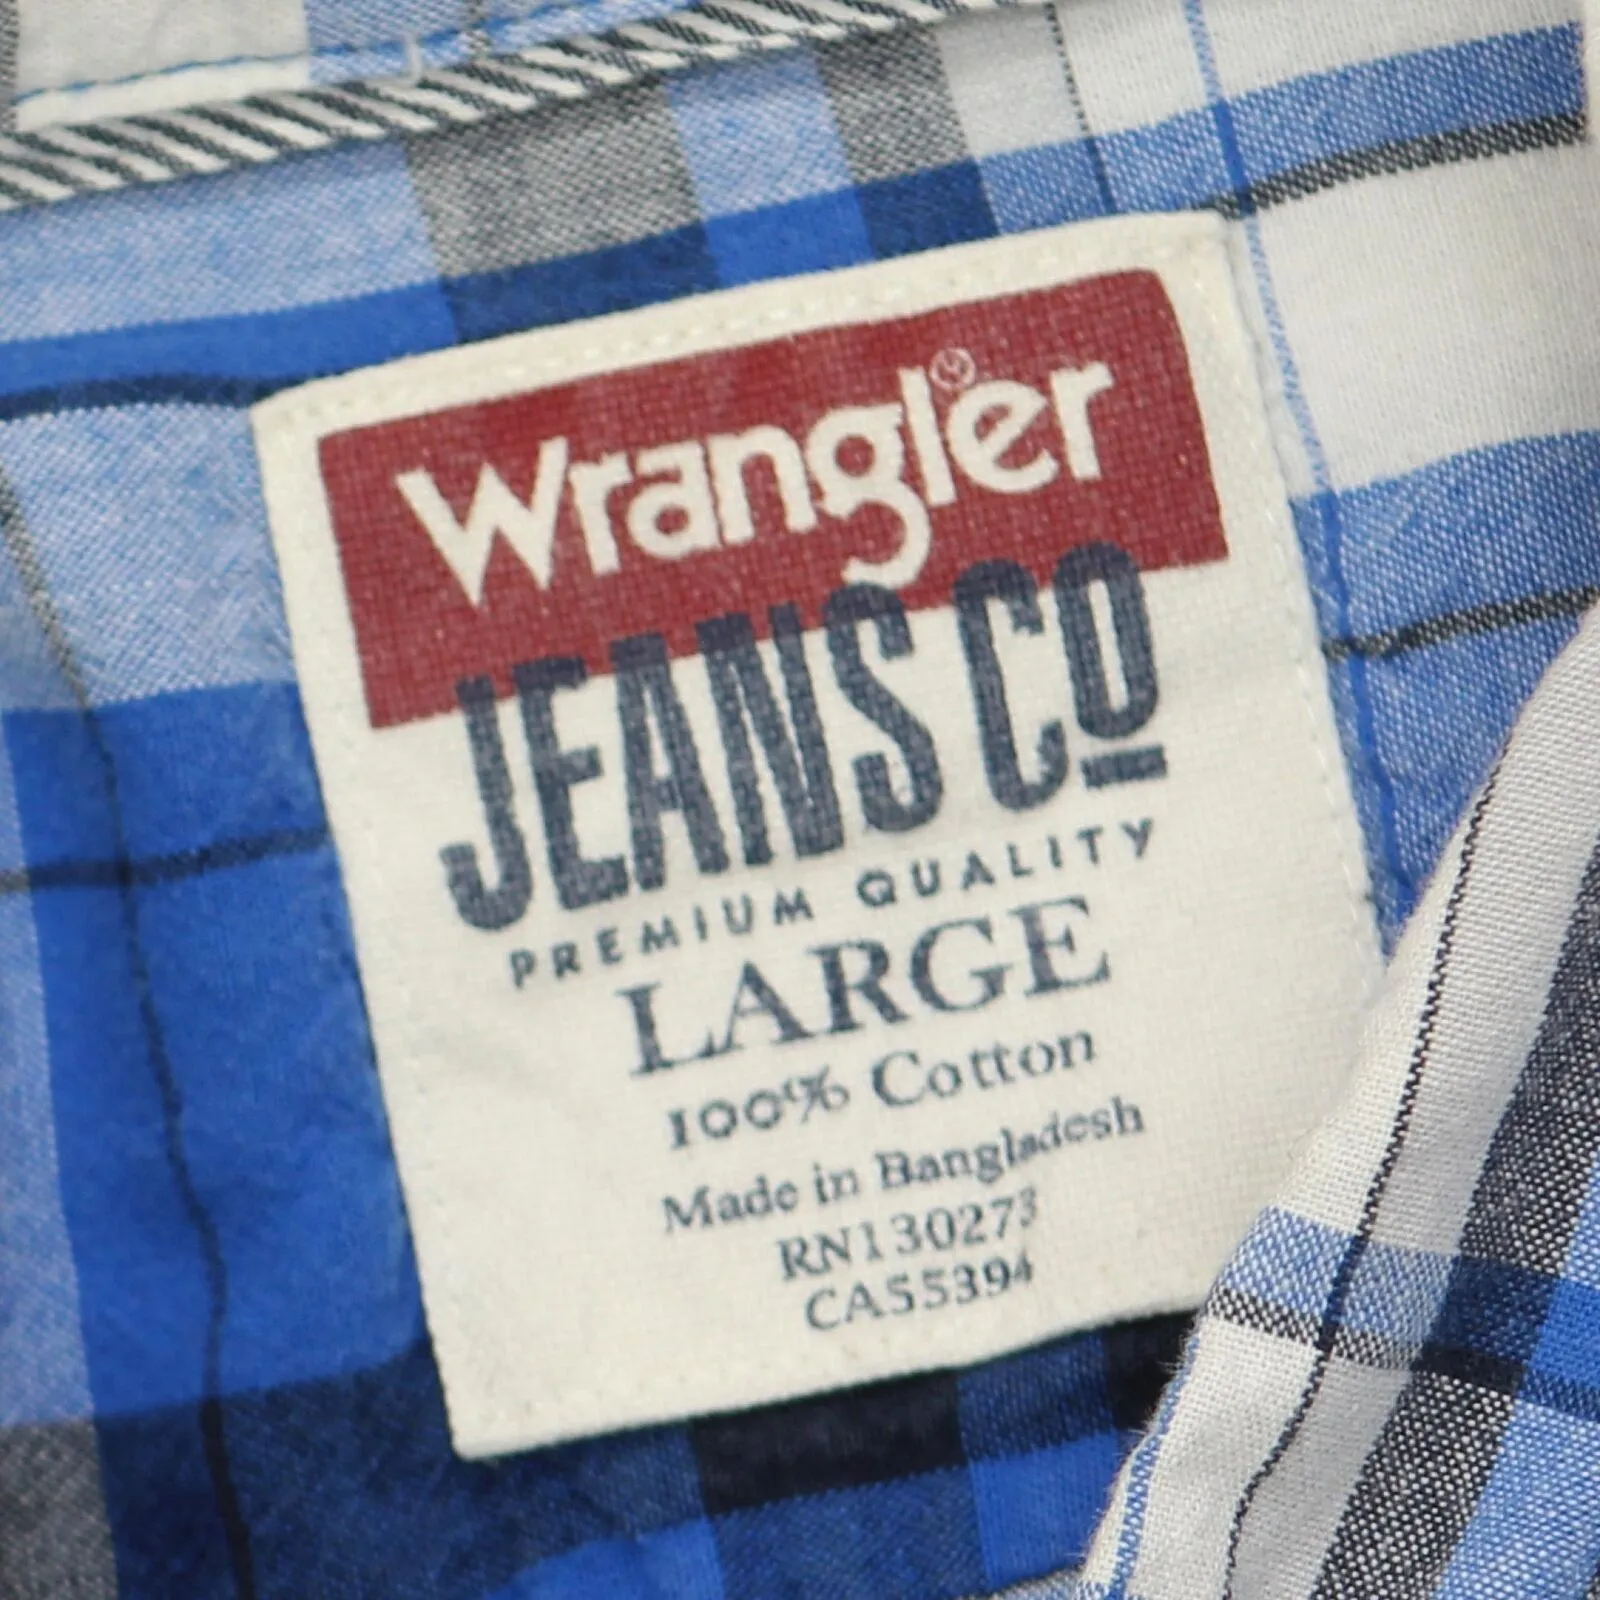 Wrangler
JEANS CO
PREMIUM QUALITY
LARGE
100% Cotton
Made in Bangladesh
RN130273
CA55394